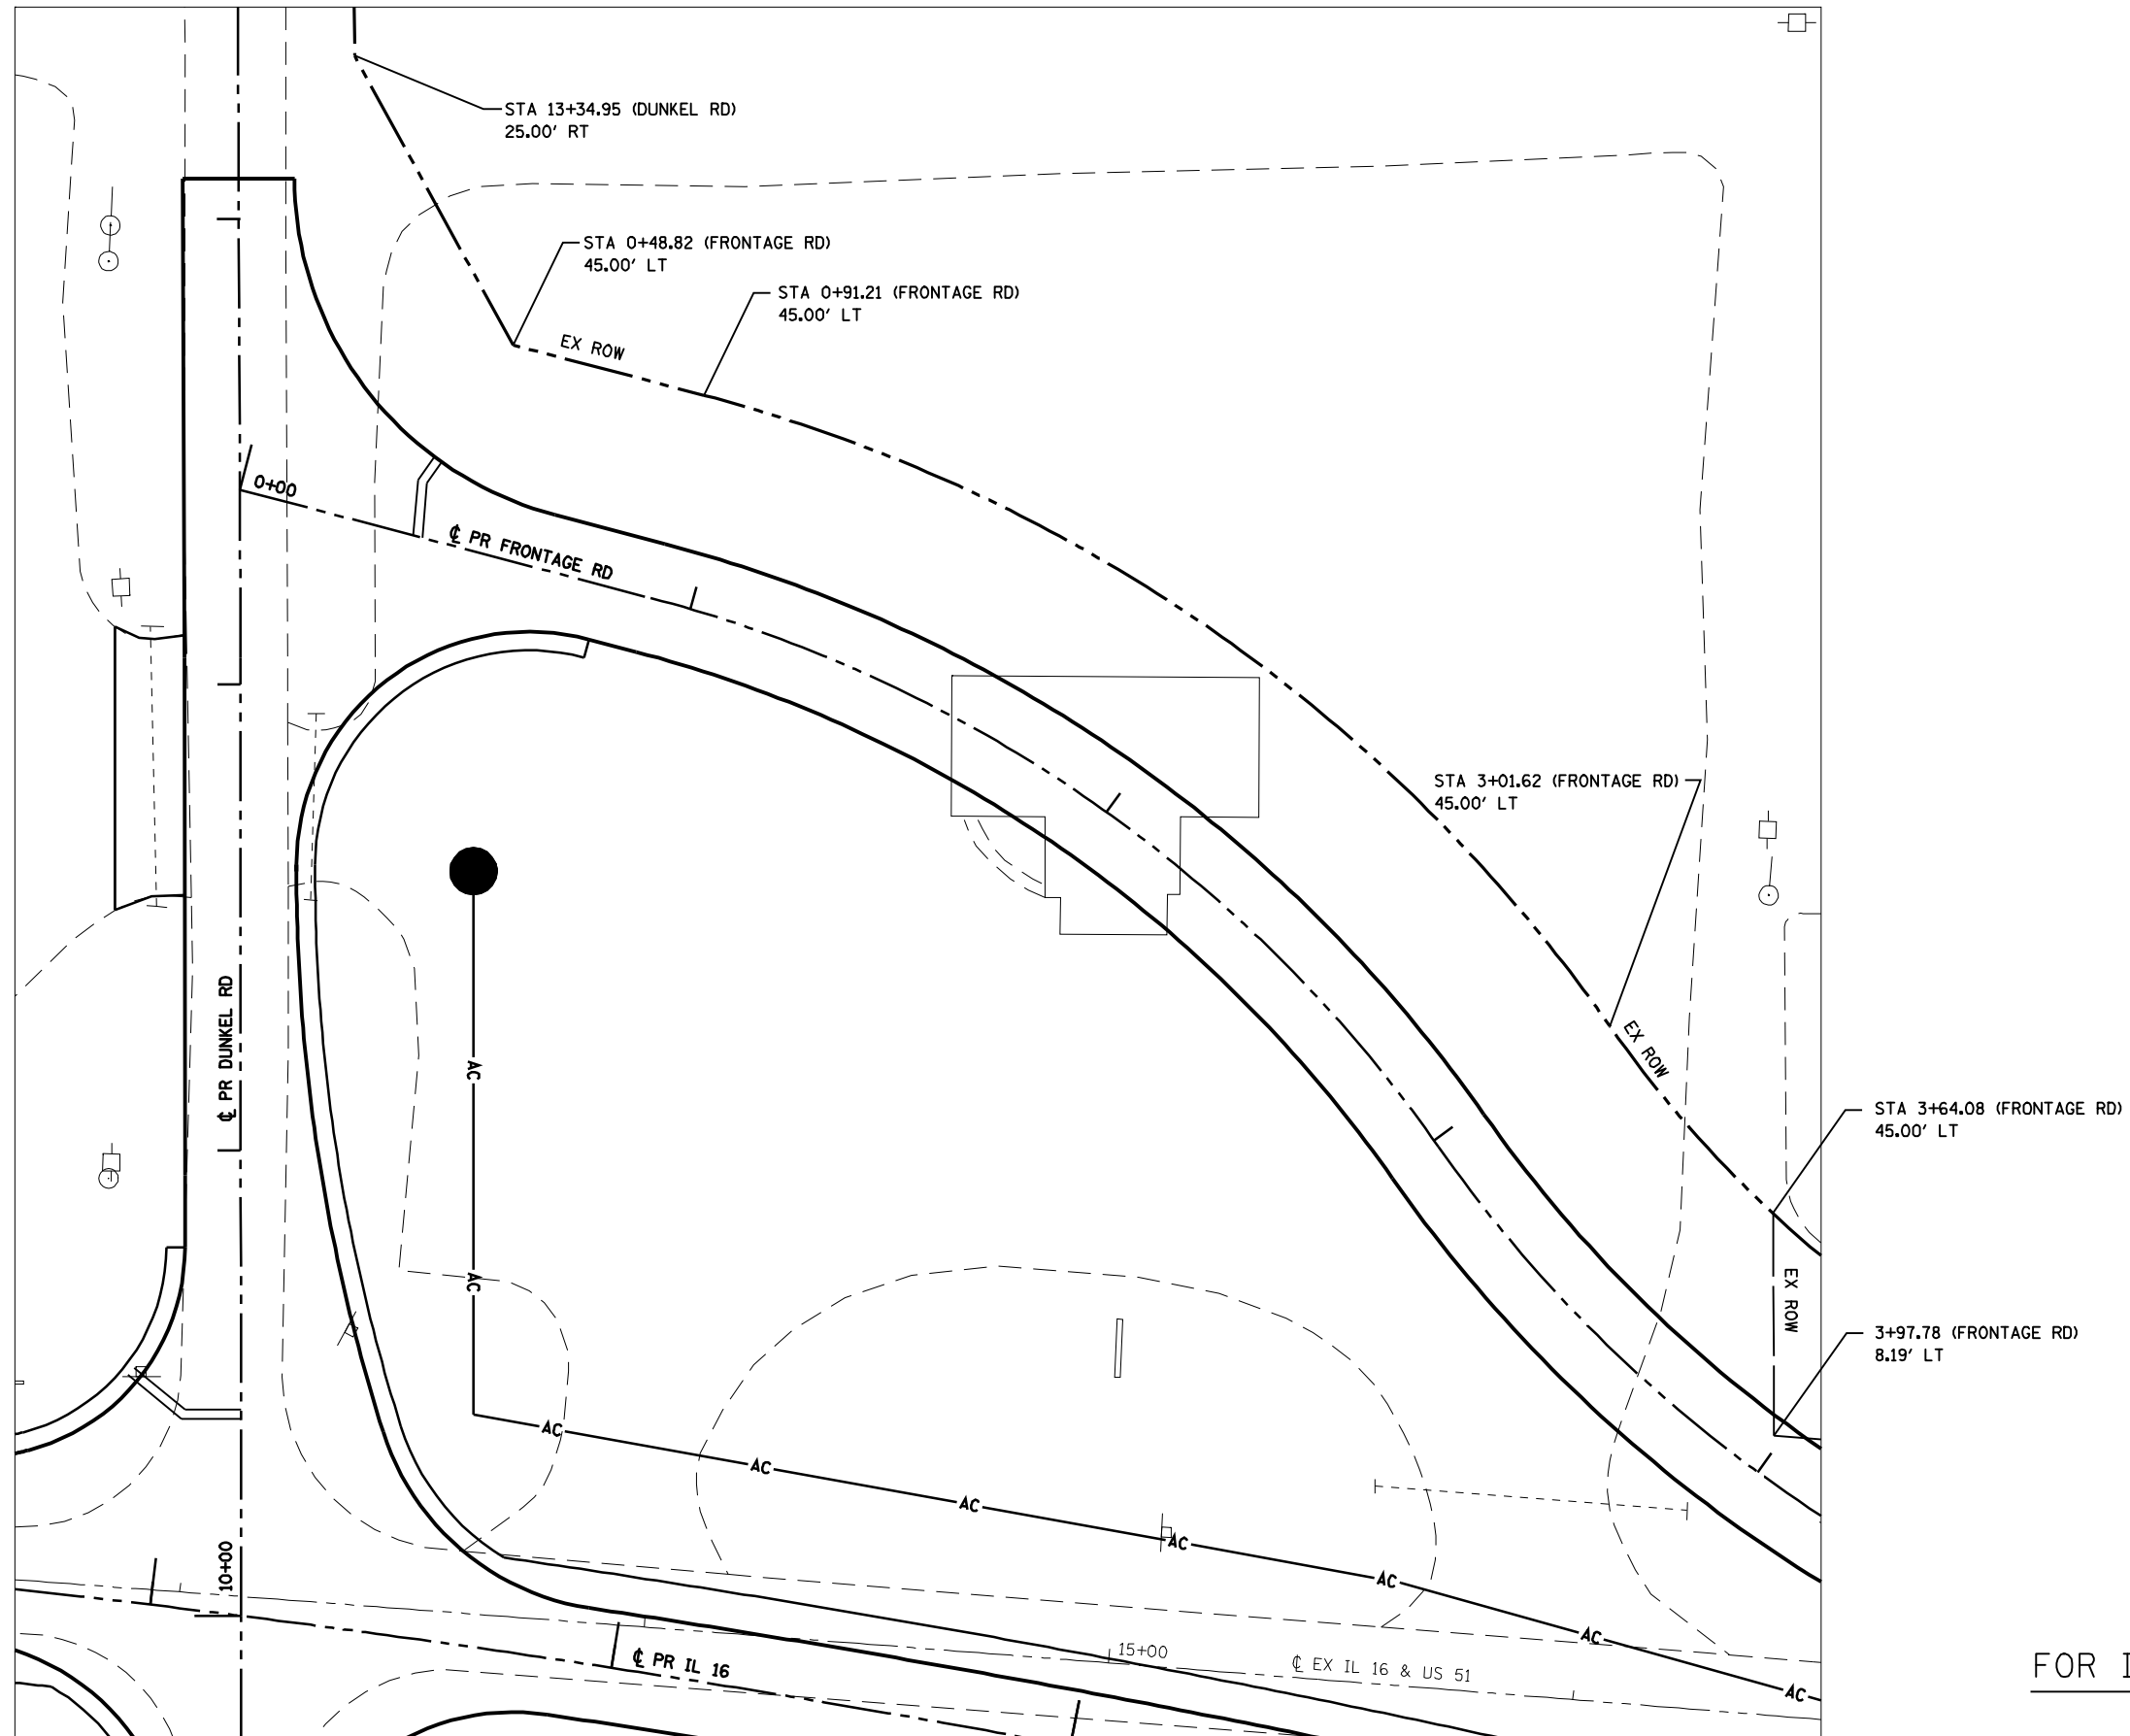 STA 13+34.95 (DUNKEL RD)
25.00' RT
STA 0+48.82 (FRONTAGE RD)
45.00' LT
STA 0+91.21 (FRONTAGE RD)
45.00' LT
EX ROW
0+00
℄ PR FRONTAGE RD
STA 3+01.62 (FRONTAGE RD)
45.00' LT
℄ PR DUNKEL RD
AC
EX ROW
STA 3+64.08 (FRONTAGE RD)
45.00' LT
AC
EX ROW
3+97.78 (FRONTAGE RD)
8.19' LT
AC
AC
AC
AC
AC
10+00
AC
℄ PR IL 16
15+00
℄ EX IL 16 & US 51
AC
FOR